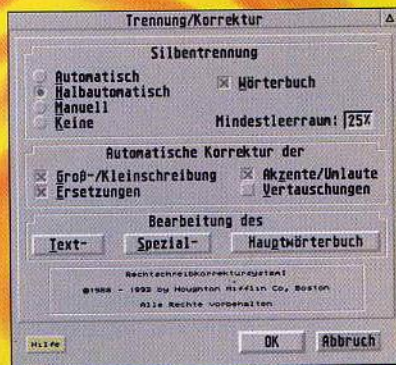 Trennung/Korrektur
Silbentrennung
Automatisch
Halbautomatisch
Manuell
Keine
Wörterbuch
Mindestleerraum: 25%
Automatische Korrektur der
Groß-/Kleinschreibung
Ersetzungen
Akzente/Umlaute
Vertauschungen
Bearbeitung des
Text-
Spezial-
Hauptwörterbuch
Rechtschreibkorrektursystem:
©1988 - 1993 by Houghton Mifflin Co, Boston
Alle Rechte vorbehalten
Hilfe
OK
Abbruch